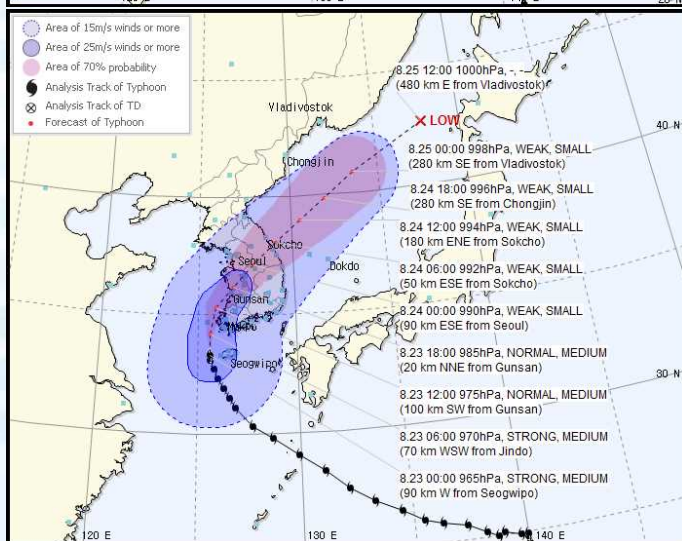 130 E
20 N
Area of 15m/s winds or more
Area of 25m/s winds or more
Area of 70% probability
Analysis Track of Typhoon
Analysis Track of TD
Forecast of Typhoon
8.25 12:00 1000hPa, -, -
(480 km E from Vladivostok)
Vladivostok
LOW
40 N
8.25 00:00 998hPa, WEAK, SMALL
(280 km SE from Vladivostok)
Chongjin
8.24 18:00 996hPa, WEAK, SMALL
(280 km SE from Chongjin)
8.24 12:00 994hPa, WEAK, SMALL
(180 km ENE from Sokcho)
Sokcho
Seoul
Dokdo
8.24 06:00 992hPa, WEAK, SMALL
(50 km ESE from Sokcho)
Gunsan
8.24 00:00 990hPa, WEAK, SMALL
(90 km ESE from Seoul)
Mokpo
8.23 18:00 985hPa, NORMAL, MEDIUM
(20 km NNE from Gunsan)
Seogwipo
30 N
8.23 12:00 975hPa, NORMAL, MEDIUM
(100 km SW from Gunsan)
8.23 06:00 970hPa, STRONG, MEDIUM
(70 km WSW from Jindo)
8.23 00:00 965hPa, STRONG, MEDIUM
(90 km W from Seogwipo)
120 E
130 E
140 E